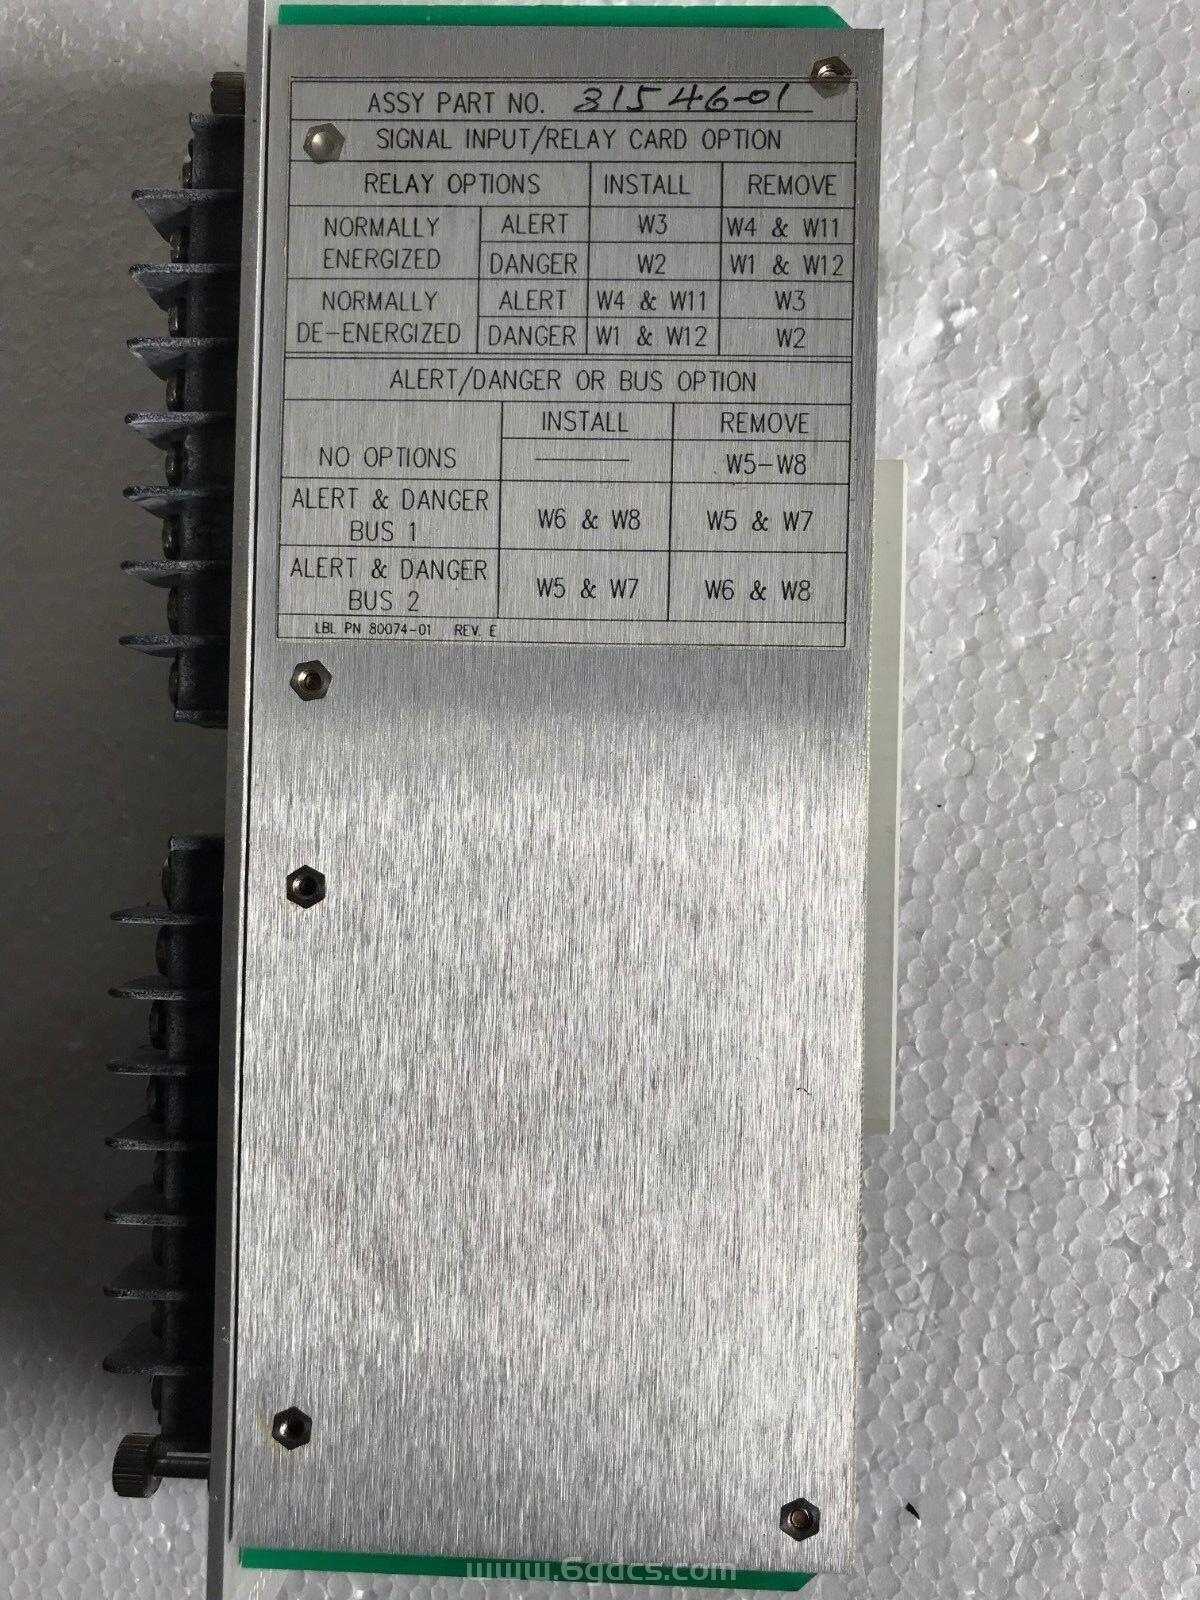 ASSY PART NO. 81546-01
SIGNAL INPUT/RELAY CARD OPTION
RELAY OPTIONS INSTALL REMOVE
NORMALLY ENERGIZED ALERT W3 W4 & W11
DANGER W2 W1 & W12
NORMALLY DE-ENERGIZED ALERT W4 & W11 W3
DANGER W1 & W12 W2
ALERT/DANGER OR BUS OPTION
INSTALL REMOVE
NO OPTIONS ——— W5-W8
ALERT & DANGER BUS 1 W6 & W8 W5 & W7
ALERT & DANGER BUS 2 W5 & W7 W6 & W8
LBL PN 80074-01 REV. E
www.6gdcs.com